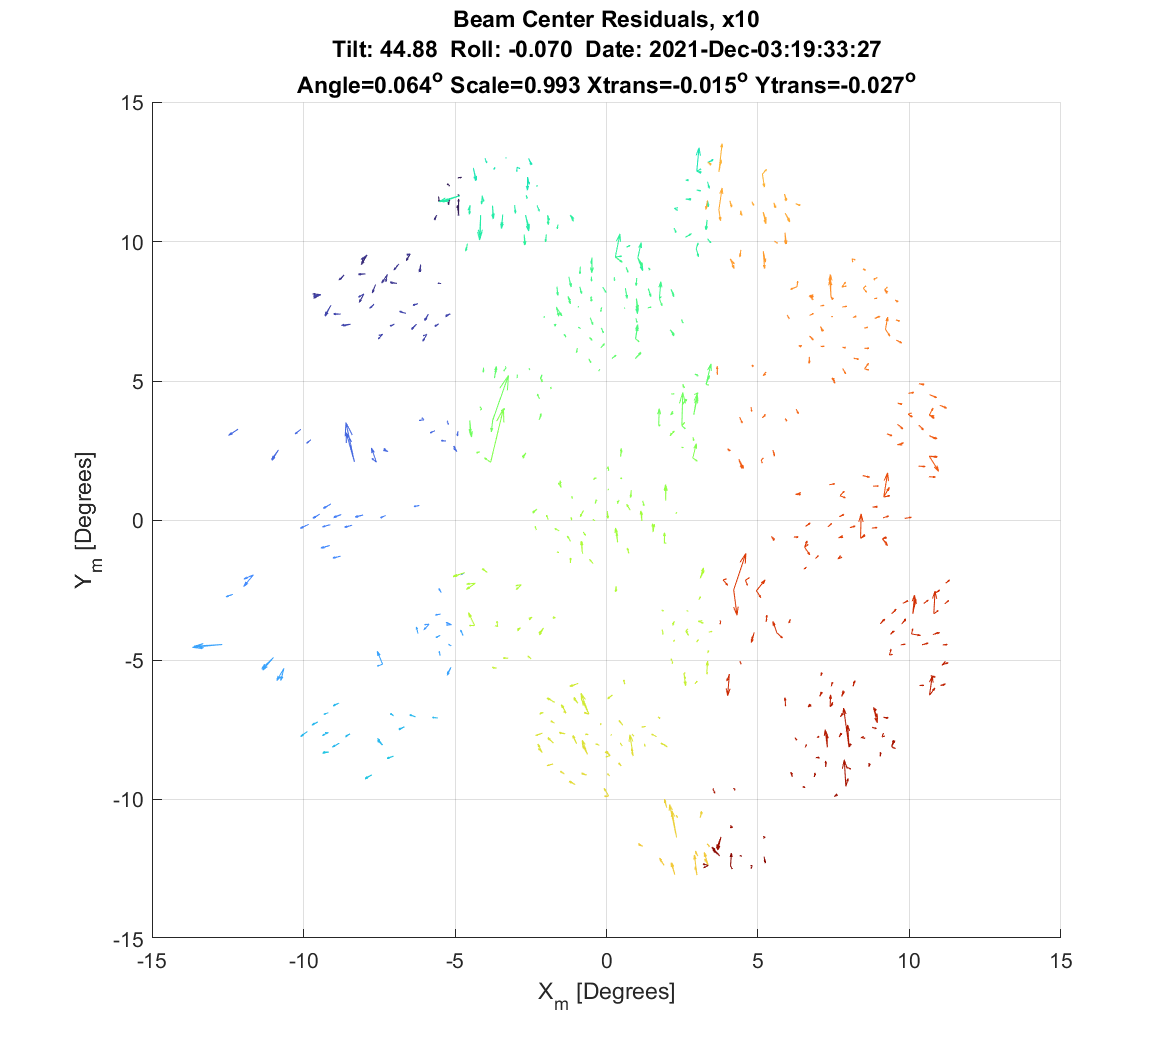 Beam Center Residuals, x10
Tilt: 44.88 Roll: -0.070 Date: 2021-Dec-03:19:33:27
Angle=0.064° Scale=0.993 Xtrans=-0.015° Ytrans=-0.027°
15
10
5
0
-5
-10
-15
Y_m [Degrees]
-15 -10 -5 0 5 10 15
X_m [Degrees]